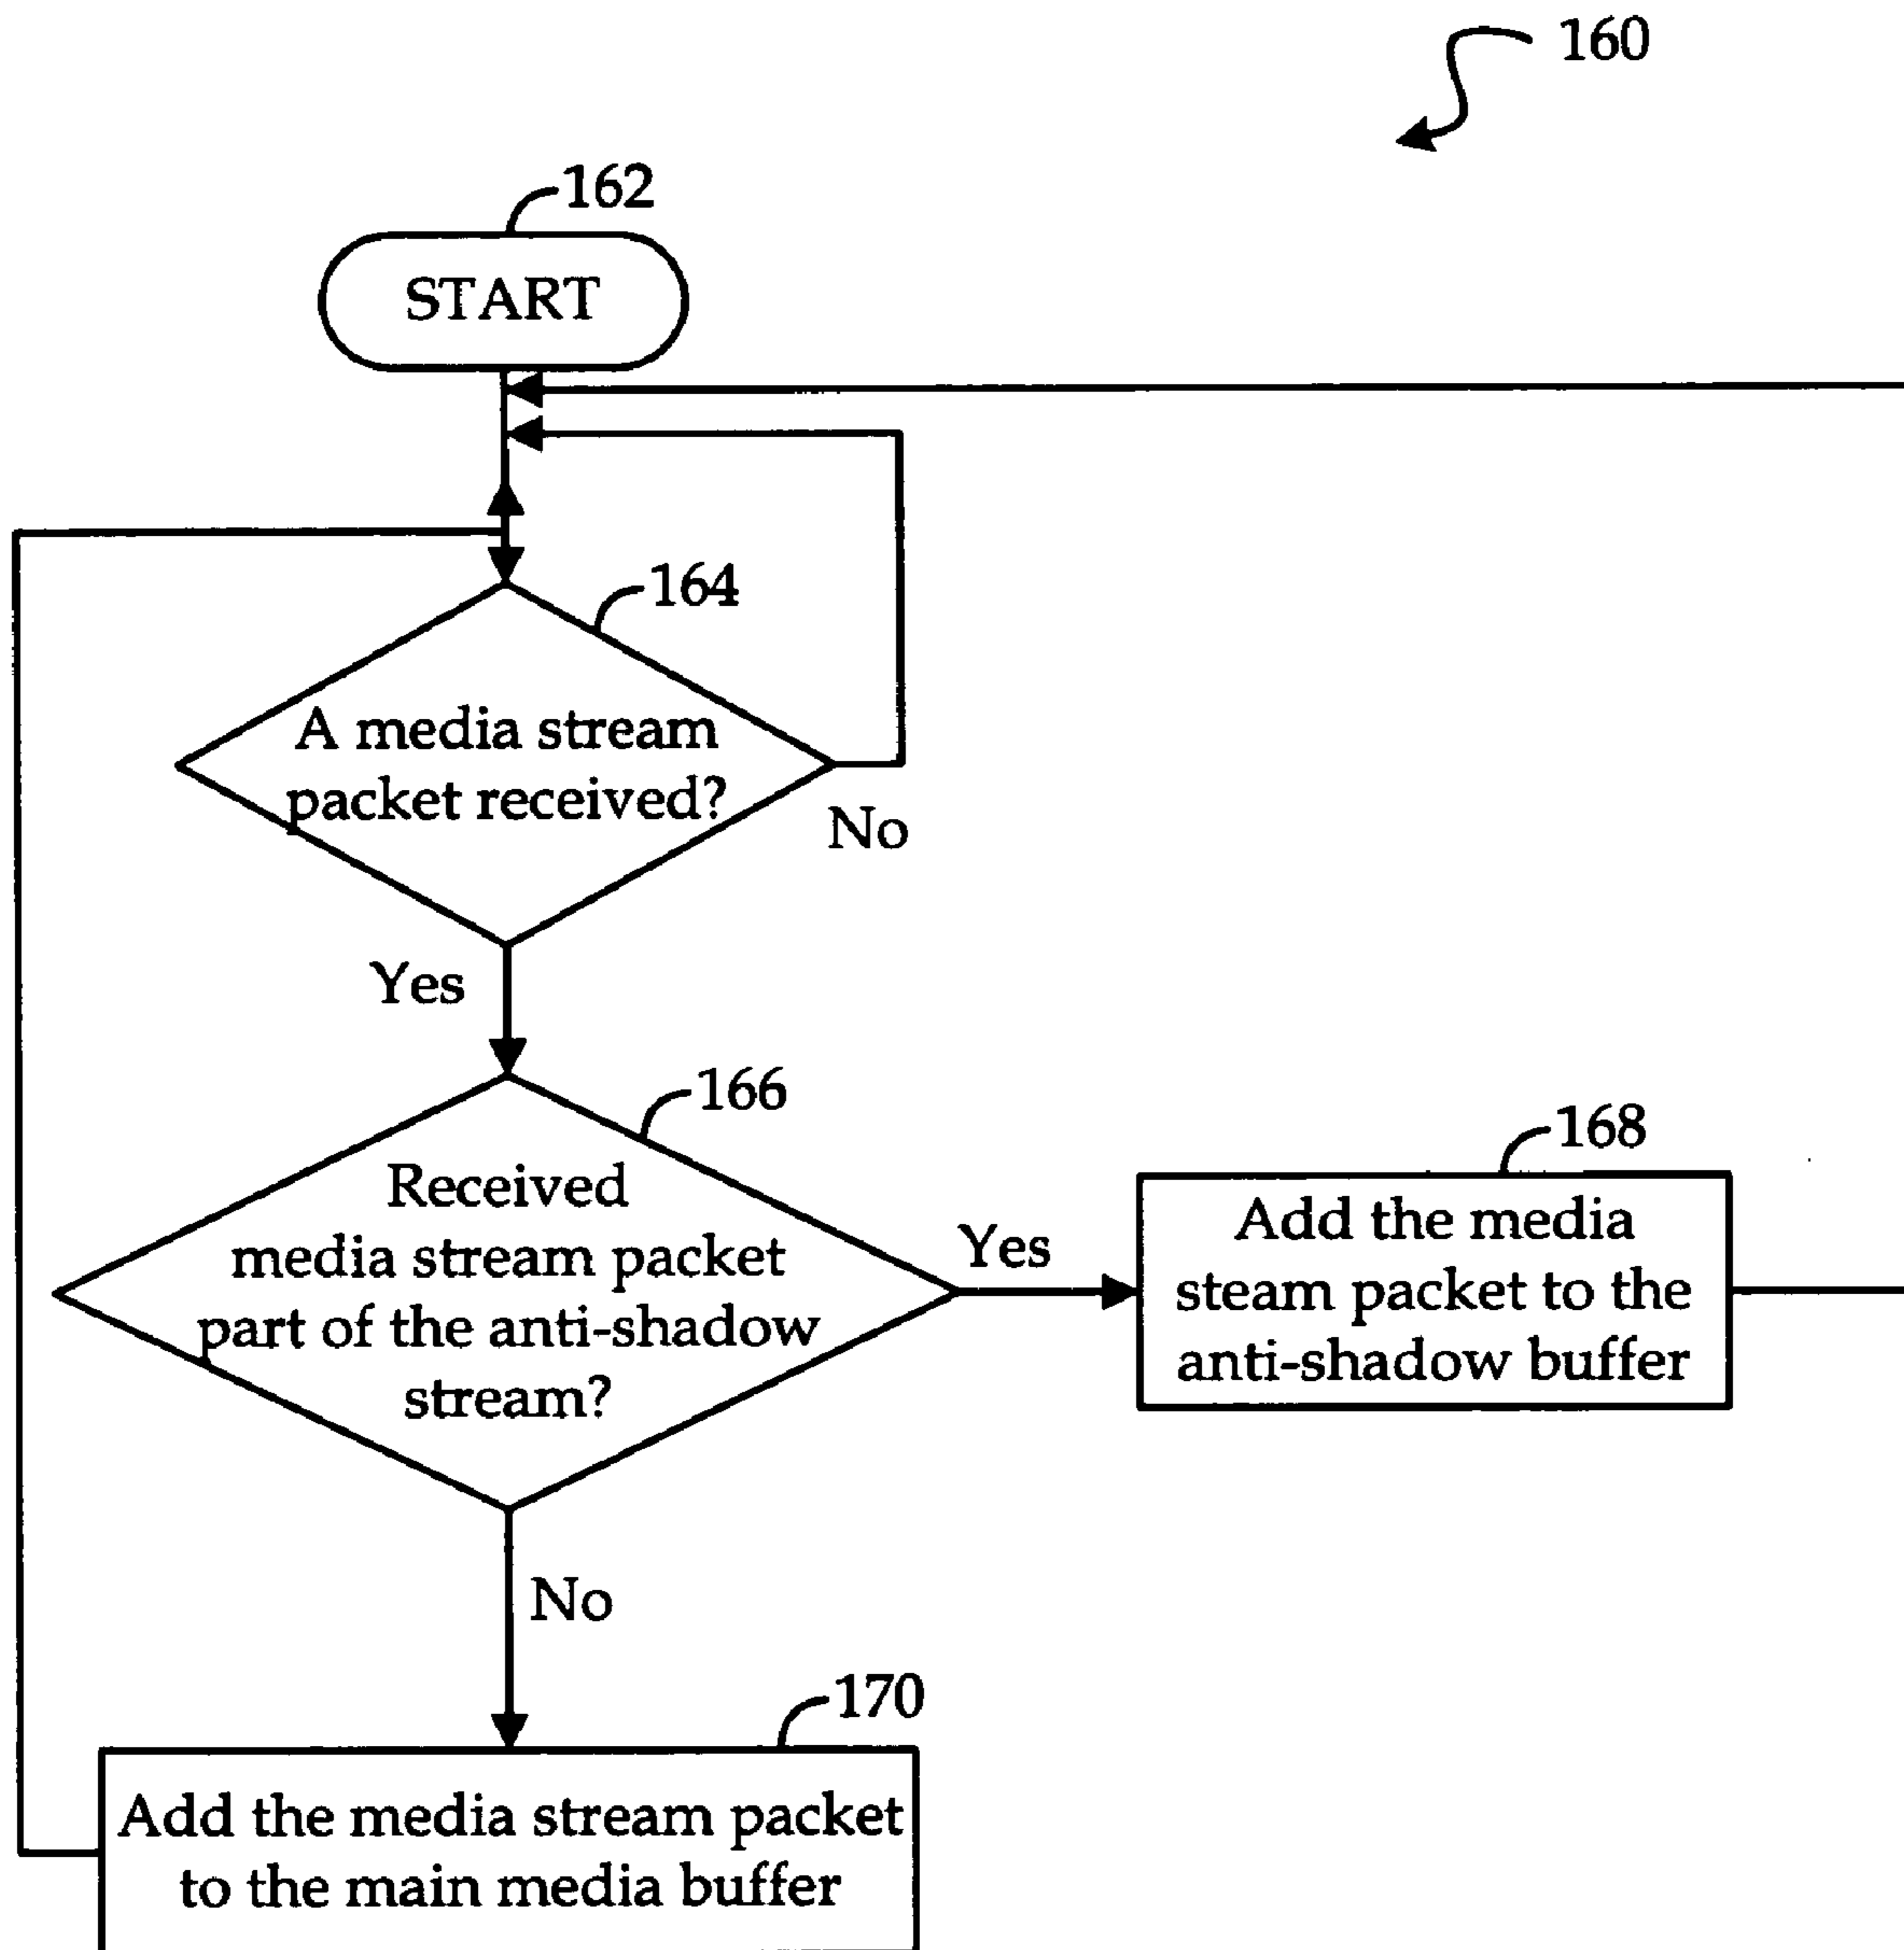 160
162
START
164
A media stream
packet received?
No
Yes
166
Received
media stream packet
part of the anti-shadow
stream?
Yes
168
Add the media
steam packet to the
anti-shadow buffer
No
170
Add the media stream packet
to the main media buffer